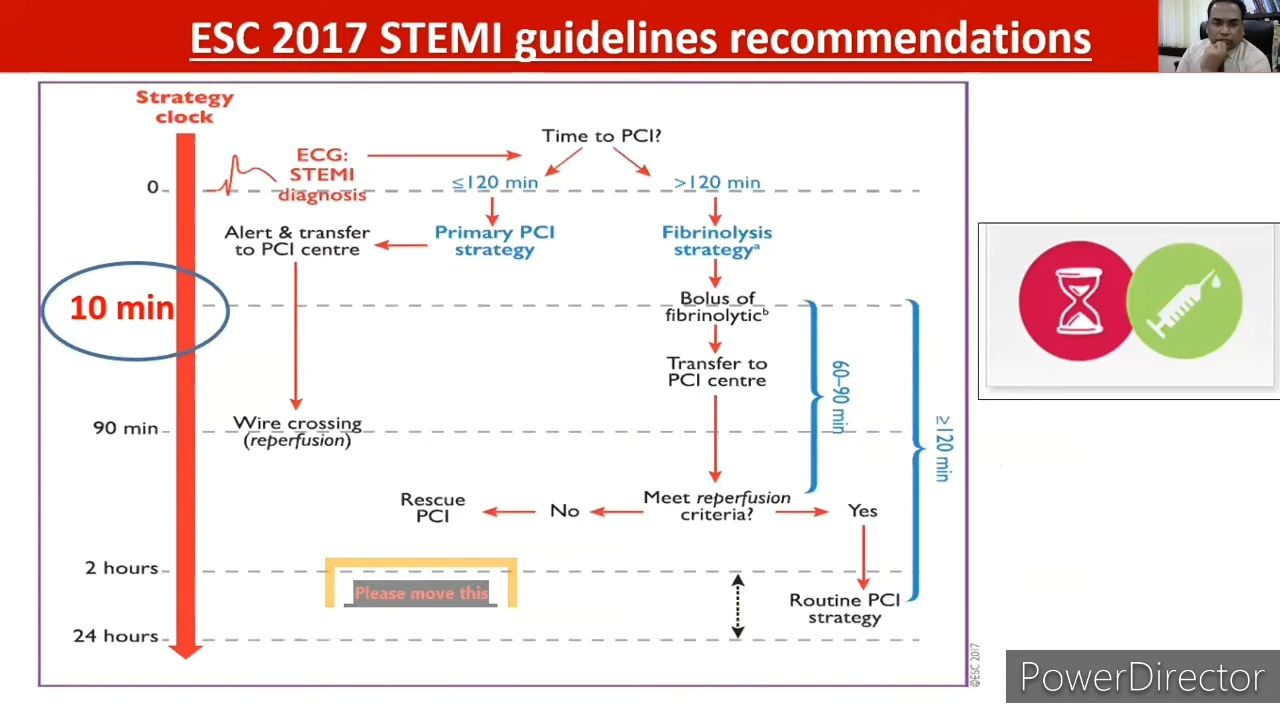 ESC 2017 STEMI guidelines recommendations
Strategy
clock
Time to PCI?
ECG:
STEMI
diagnosis
0
≤120 min
>120 min
Alert & transfer
to PCI centre
Primary PCI
strategy
Fibrinolysis
strategyᵃ
10 min
Bolus of
fibrinolyticᵇ
Transfer to
PCI centre
60–90 min
≥120 min
90 min
Wire crossing
(reperfusion)
Rescue
PCI
No
Meet reperfusion
criteria?
Yes
2 hours
Please move this
Routine PCI
strategy
24 hours
©ESC 2017
PowerDirector